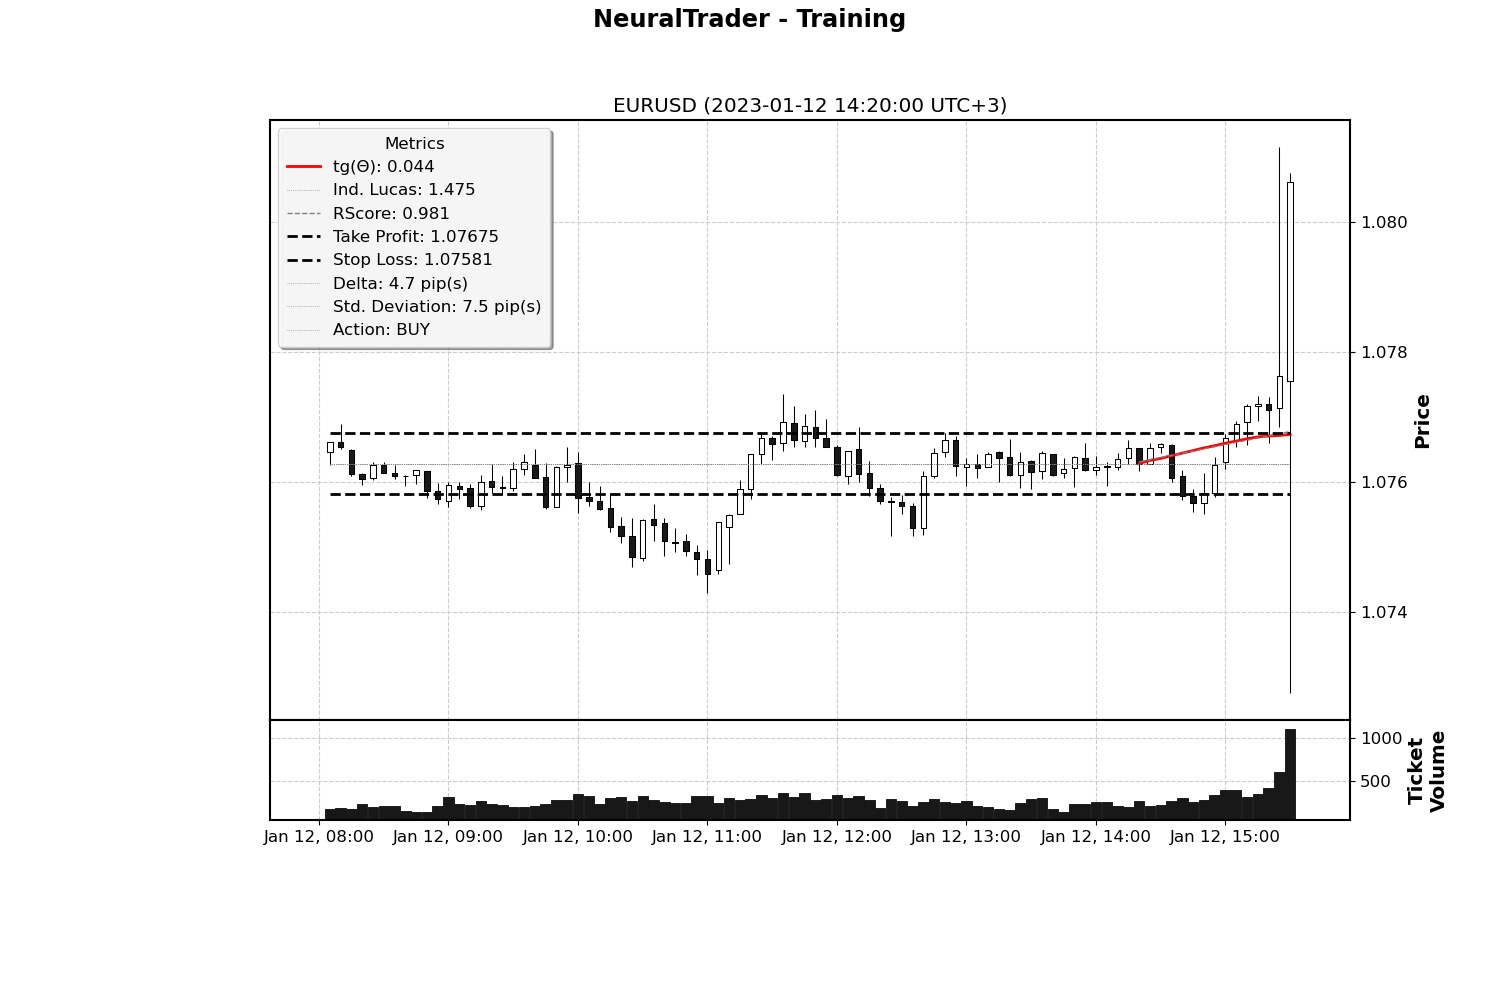 NeuralTrader - Training
EURUSD (2023-01-12 14:20:00 UTC+3)
Metrics
tg(Θ): 0.044
Ind. Lucas: 1.475
RScore: 0.981
Take Profit: 1.07675
Stop Loss: 1.07581
Delta: 4.7 pip(s)
Std. Deviation: 7.5 pip(s)
Action: BUY
1.080
1.078
1.076
1.074
Price
1000
500
Ticket
Volume
Jan 12, 08:00
Jan 12, 09:00
Jan 12, 10:00
Jan 12, 11:00
Jan 12, 12:00
Jan 12, 13:00
Jan 12, 14:00
Jan 12, 15:00